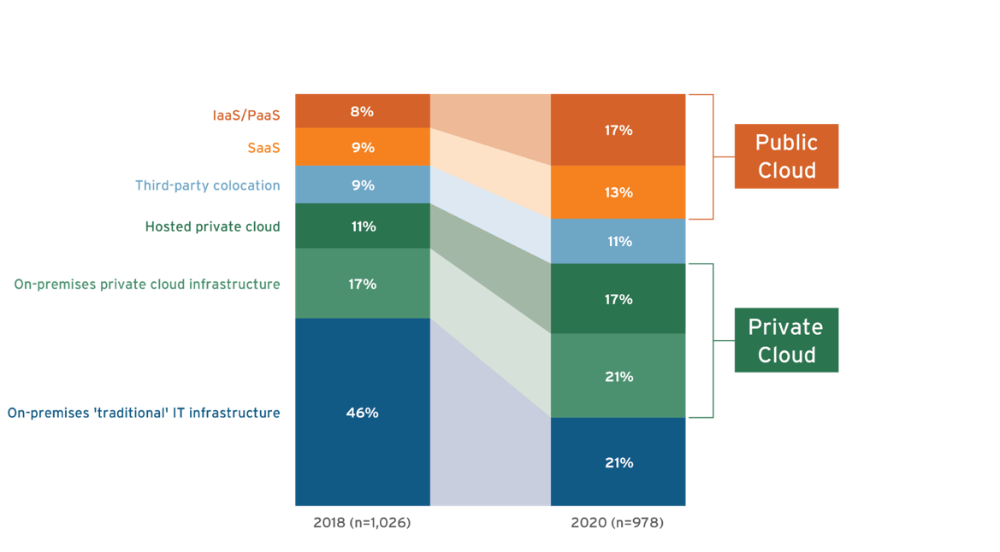 IaaS/PaaS
SaaS
Third-party colocation
Hosted private cloud
On-premises private cloud infrastructure
On-premises 'traditional' IT infrastructure
8%
9%
9%
11%
17%
46%
2018 (n=1,026)
17%
13%
11%
17%
21%
21%
2020 (n=978)
Public
Cloud
Private
Cloud